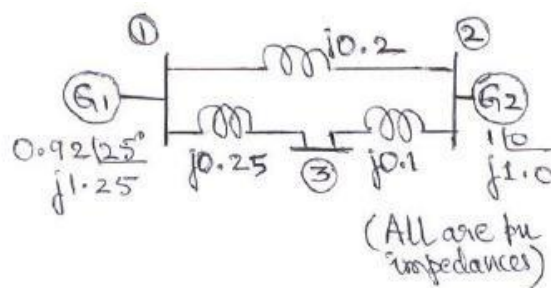 ①
②
j0.2
G1
G2
0.92∠25°
j1.25
j0.25
③
j0.1
1∠0
j1.0
(All are pu
impedances)